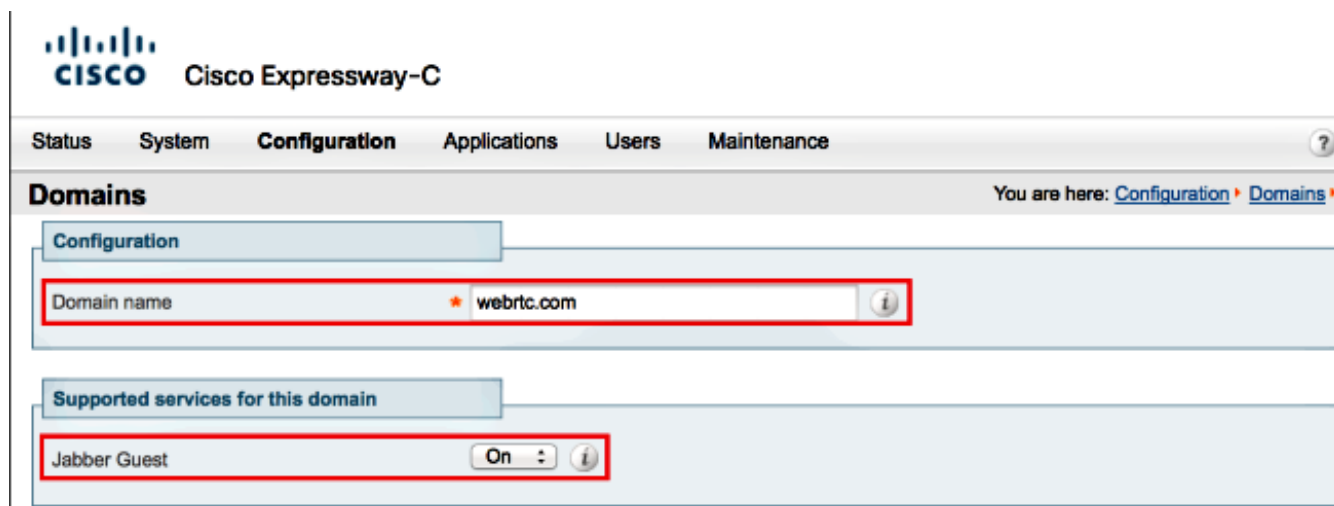 CISCO Cisco Expressway-C
Status System Configuration Applications Users Maintenance ?
Domains You are here: Configuration Domains
Configuration
Domain name * webrtc.com i
Supported services for this domain
Jabber Guest On i